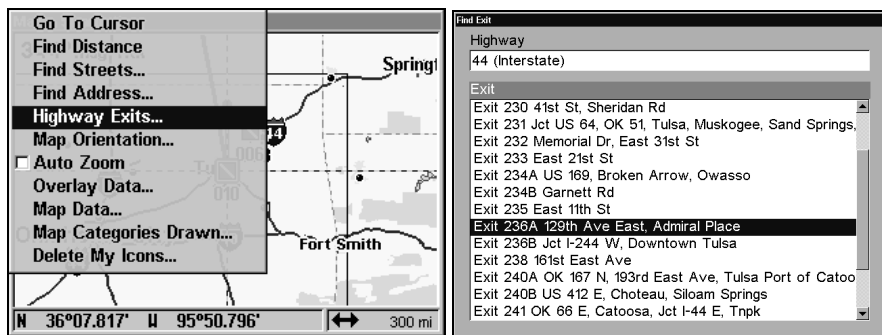 Go To Cursor
Find Distance
Find Streets...
Find Address...
Highway Exits...
Map Orientation...
Auto Zoom
Overlay Data...
Map Data...
Map Categories Drawn...
Delete My Icons...
Spring
44
006
Tu
010
Fort Smith
N 36°07.817' W 95°50.796' 300 mi
Find Exit
Highway
44 (Interstate)
Exit
Exit 230 41st St, Sheridan Rd
Exit 231 Jct US 64, OK 51, Tulsa, Muskogee, Sand Springs,
Exit 232 Memorial Dr, East 31st St
Exit 233 East 21st St
Exit 234A US 169, Broken Arrow, Owasso
Exit 234B Garnett Rd
Exit 235 East 11th St
Exit 236A 129th Ave East, Admiral Place
Exit 236B Jct I-244 W, Downtown Tulsa
Exit 238 161st East Ave
Exit 240A OK 167 N, 193rd East Ave, Tulsa Port of Catoo
Exit 240B US 412 E, Choteau, Siloam Springs
Exit 241 OK 66 E, Catoosa, Jct I-44 E, Tnpk